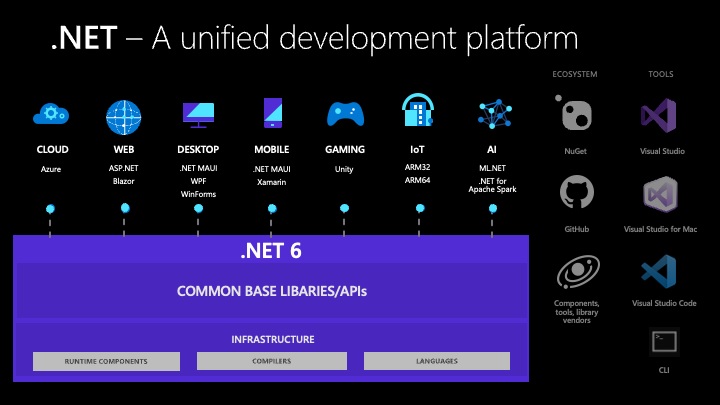 .NET – A unified development platform
ECOSYSTEM
TOOLS
CLOUD
WEB
DESKTOP
MOBILE
GAMING
IoT
AI
Azure
ASP.NET
Blazor
.NET MAUI
WPF
WinForms
.NET MAUI
Xamarin
Unity
ARM32
ARM64
ML.NET
.NET for
Apache Spark
NuGet
Visual Studio
GitHub
Visual Studio for Mac
Components,
tools, library
vendors
Visual Studio Code
CLI
.NET 6
COMMON BASE LIBARIES/APIs
INFRASTRUCTURE
RUNTIME COMPONENTS
COMPILERS
LANGUAGES